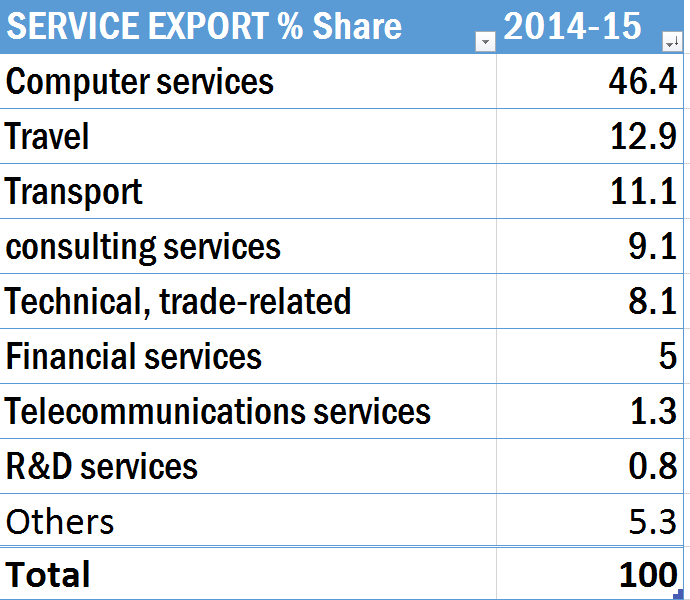 SERVICE EXPORT % Share 2014-15
Computer services 46.4
Travel 12.9
Transport 11.1
consulting services 9.1
Technical, trade-related 8.1
Financial services 5
Telecommunications services 1.3
R&D services 0.8
Others 5.3
Total 100